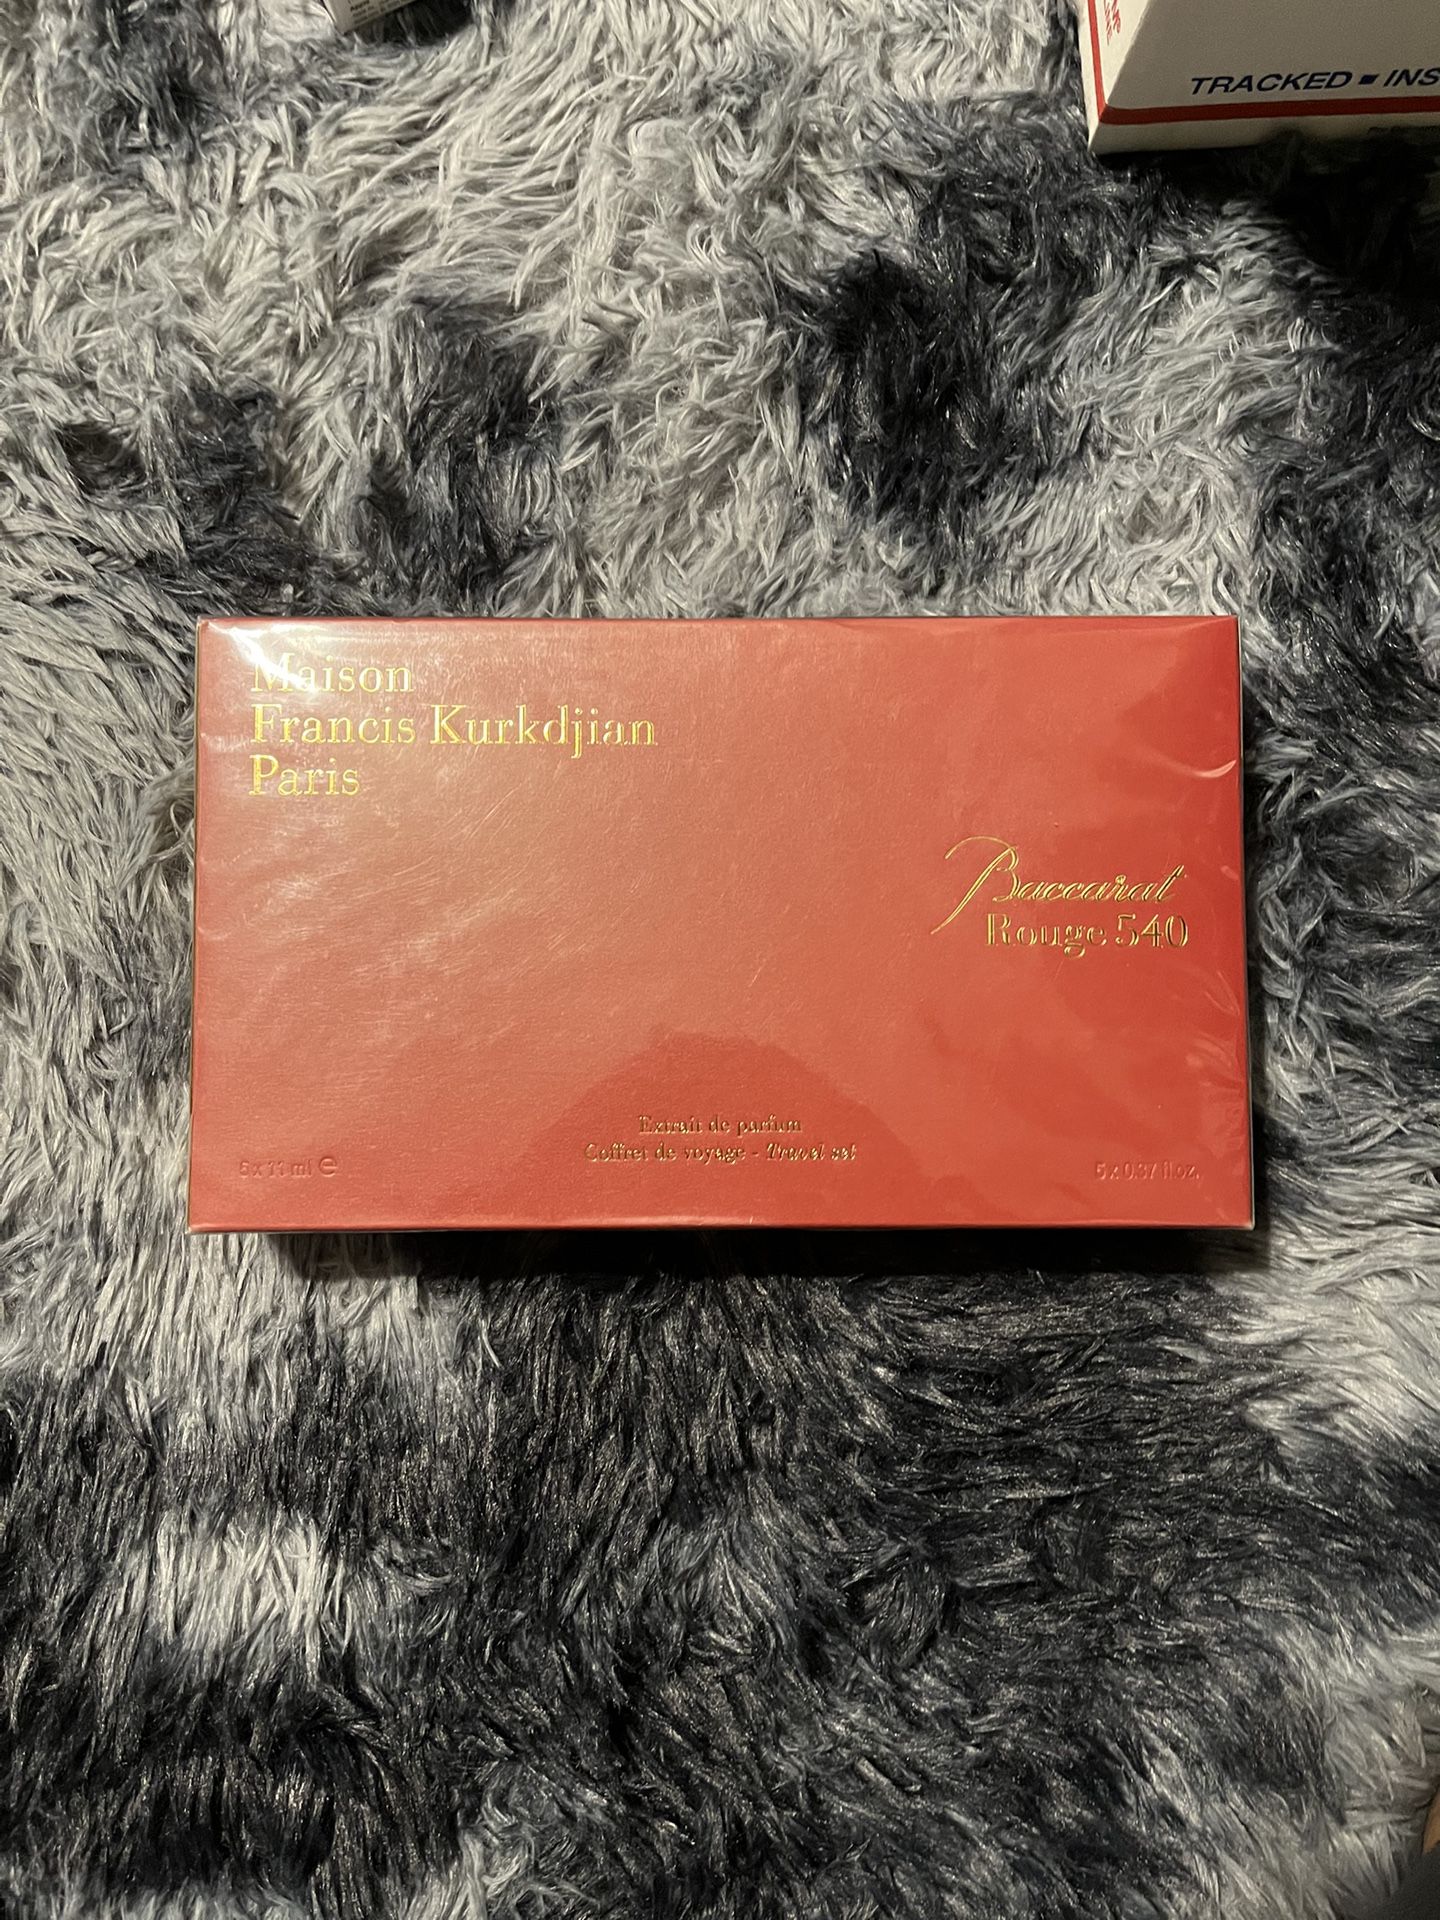 TRACKED ■ INS
Maison
Francis Kurkdjian
Paris
Baccarat
Rouge 540
Extrait de parfum
Coffret de voyage - Travel set
5 x 11 ml ℮
5 x 0.37 fl.oz.